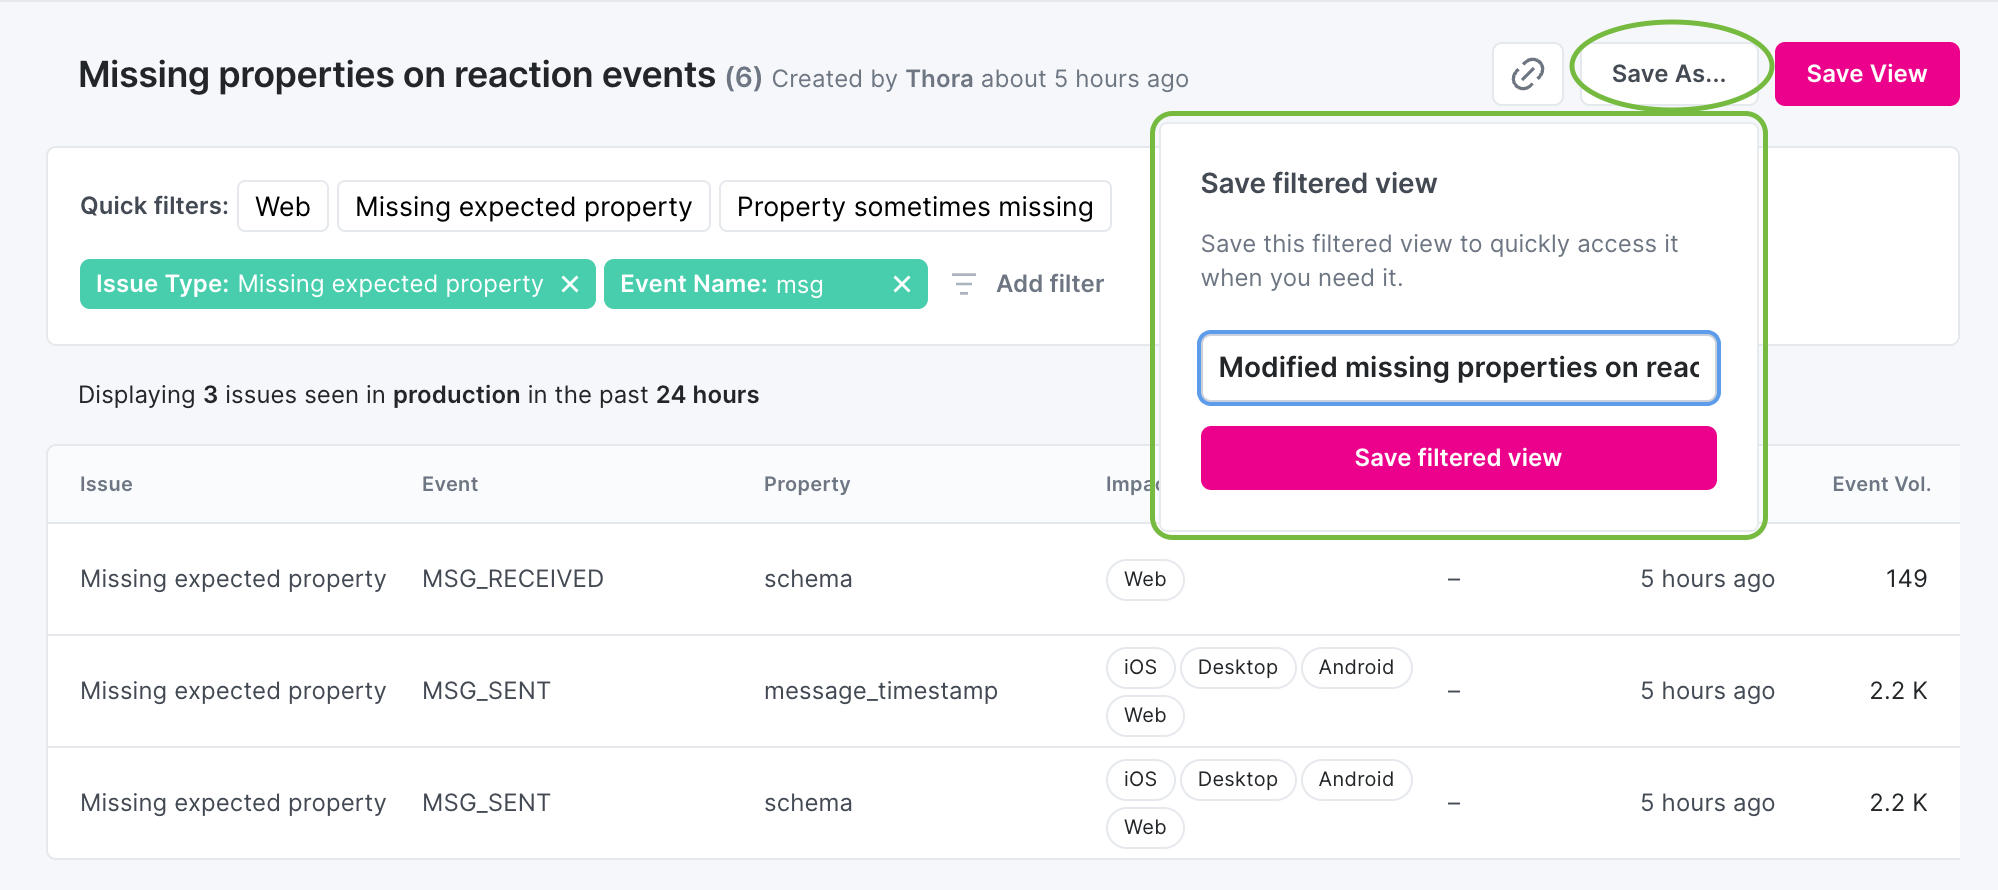 Missing properties on reaction events (6) Created by Thora about 5 hours ago
Save As...
Save View
Quick filters: Web Missing expected property Property sometimes missing
Issue Type: Missing expected property Event Name: msg Add filter
Save filtered view
Save this filtered view to quickly access it
when you need it.
Modified missing properties on reac
Save filtered view
Displaying 3 issues seen in production in the past 24 hours
Issue Event Property Impac Event Vol.
Missing expected property MSG_RECEIVED schema Web – 5 hours ago 149
Missing expected property MSG_SENT message_timestamp iOS Desktop Android – 5 hours ago 2.2 K
Web
Missing expected property MSG_SENT schema iOS Desktop Android – 5 hours ago 2.2 K
Web